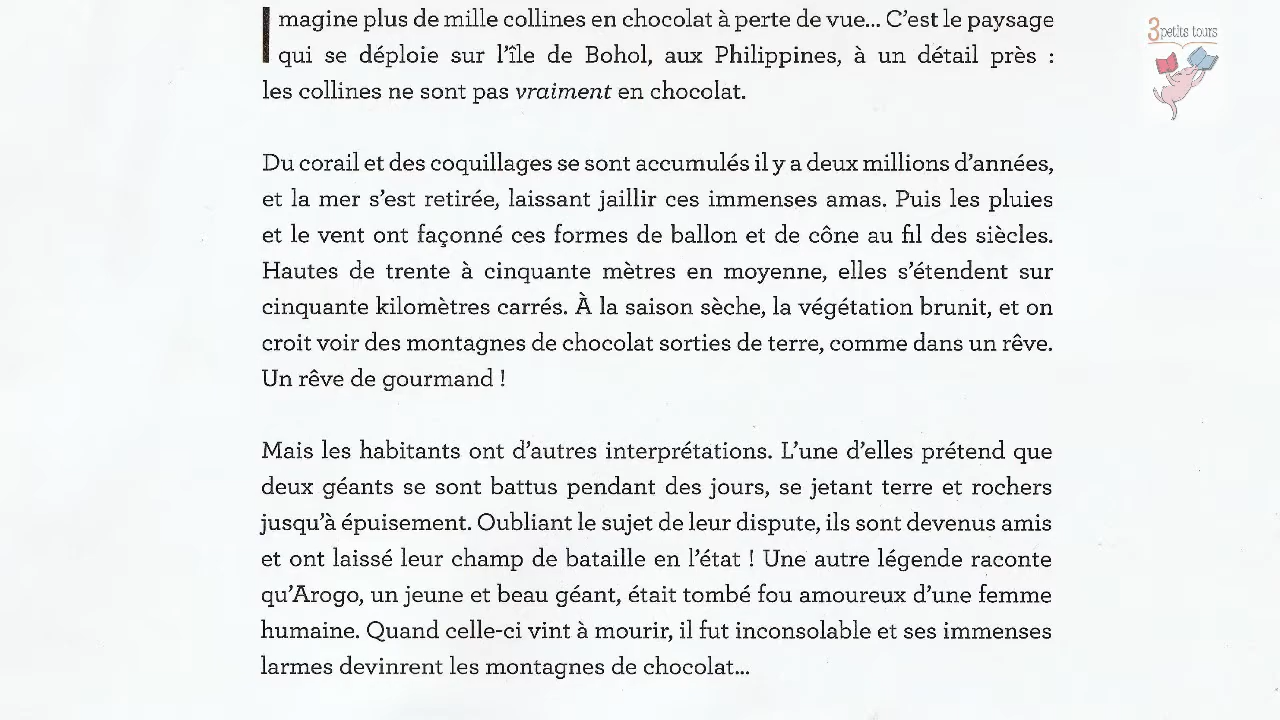 Imagine plus de mille collines en chocolat à perte de vue... C'est le paysage
3petits tours
qui se déploie sur l'île de Bohol, aux Philippines, à un détail près :
les collines ne sont pas vraiment en chocolat.
Du corail et des coquillages se sont accumulés il y a deux millions d'années,
et la mer s'est retirée, laissant jaillir ces immenses amas. Puis les pluies
et le vent ont façonné ces formes de ballon et de cône au fil des siècles.
Hautes de trente à cinquante mètres en moyenne, elles s'étendent sur
cinquante kilomètres carrés. À la saison sèche, la végétation brunit, et on
croit voir des montagnes de chocolat sorties de terre, comme dans un rêve.
Un rêve de gourmand !
Mais les habitants ont d'autres interprétations. L'une d'elles prétend que
deux géants se sont battus pendant des jours, se jetant terre et rochers
jusqu'à épuisement. Oubliant le sujet de leur dispute, ils sont devenus amis
et ont laissé leur champ de bataille en l'état ! Une autre légende raconte
qu'Arogo, un jeune et beau géant, était tombé fou amoureux d'une femme
humaine. Quand celle-ci vint à mourir, il fut inconsolable et ses immenses
larmes devinrent les montagnes de chocolat...